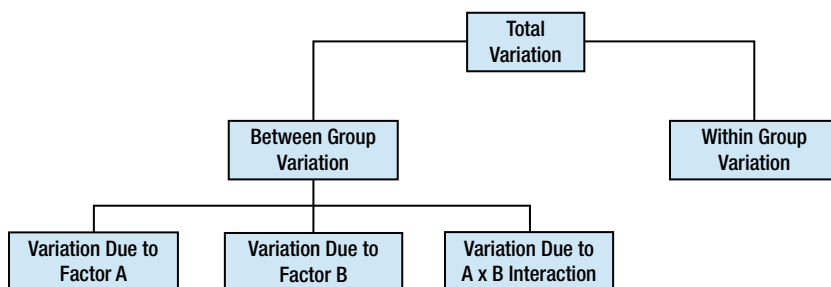 Total
Variation
Between Group
Variation
Within Group
Variation
Variation Due to
Factor A
Variation Due to
Factor B
Variation Due to
A x B Interaction